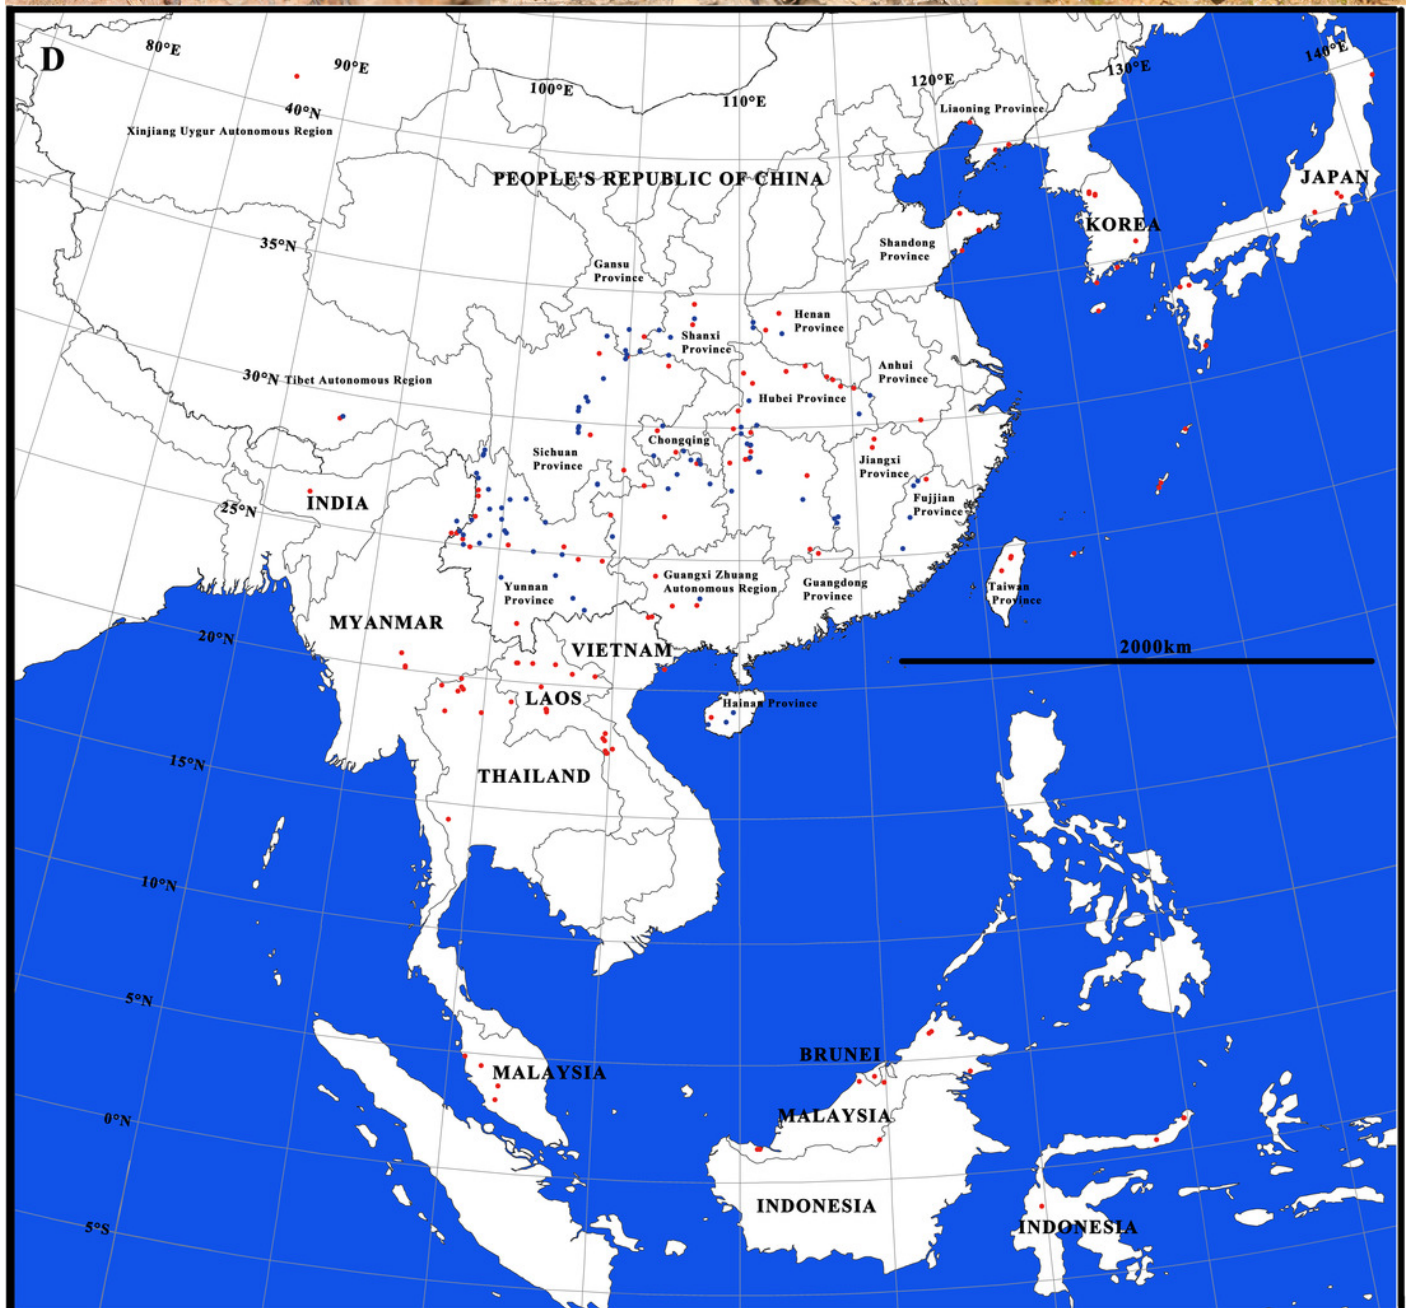 D
80°E
90°E
100°E
110°E
120°E
130°E
140°E
40°N
Liaoning Province
Xinjiang Uygur Autonomous Region
PEOPLE'S REPUBLIC OF CHINA
JAPAN
KOREA
35°N
Shandong
Province
Gansu
Province
Henan
Province
Shanxi
Province
Anhui
Province
30°N
Tibet Autonomous Region
Hubei Province
Chongqing
Sichuan
Province
Jiangxi
Province
INDIA
25°N
Fujjian
Province
Yunnan
Province
Guangxi Zhuang
Autonomous Region
Guangdong
Province
Taiwan
Province
MYANMAR
20°N
VIETNAM
2000km
LAOS
Hainan Province
15°N
THAILAND
10°N
5°N
BRUNEI
MALAYSIA
MALAYSIA
0°N
INDONESIA
INDONESIA
5°S